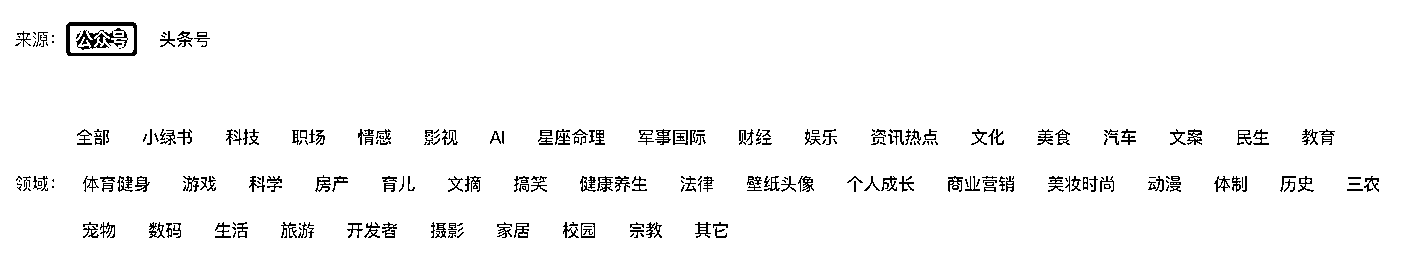 来源： 公众号 头条号
全部 小绿书 科技 职场 情感 影视 AI 星座命理 军事国际 财经 娱乐 资讯热点 文化 美食 汽车 文案 民生 教育
领域： 体育健身 游戏 科学 房产 育儿 文摘 搞笑 健康养生 法律 壁纸头像 个人成长 商业营销 美妆时尚 动漫 体制 历史 三农
宠物 数码 生活 旅游 开发者 摄影 家居 校园 宗教 其它